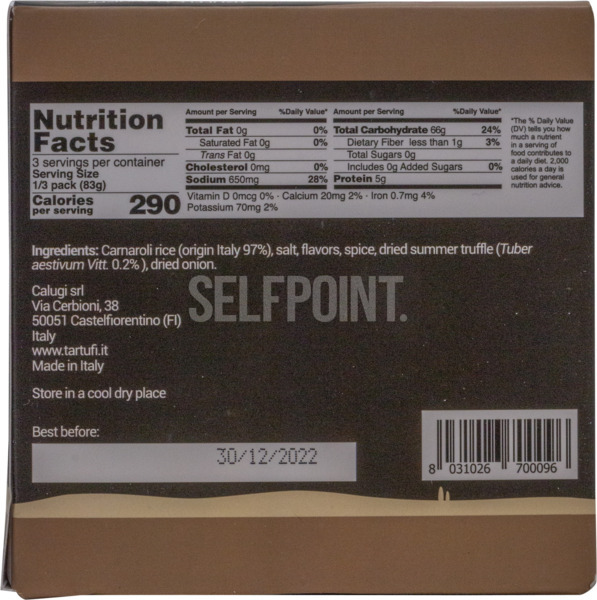 Nutrition
Facts
3 servings per container
Serving Size
1/3 pack (83g)
Calories
per serving 290
Amount per Serving %Daily Value*
Total Fat 0g 0%
Saturated Fat 0g 0%
Trans Fat 0g
Cholesterol 0mg 0%
Sodium 650mg 28%
Amount per Serving %Daily Value*
Total Carbohydrate 66g 24%
Dietary Fiber less than 1g 3%
Total Sugars 0g
Includes 0g Added Sugars 0%
Protein 5g
Vitamin D 0mcg 0% · Calcium 20mg 2% · Iron 0.7mg 4%
Potassium 70mg 2%
*The % Daily Value
(DV) tells you how
much a nutrient
in a serving of
food contributes to
a daily diet. 2,000
calories a day is
used for general
nutrition advice.
Ingredients: Carnaroli rice (origin Italy 97%), salt, flavors, spice, dried summer truffle (Tuber
aestivum Vitt. 0.2% ), dried onion.
Calugi srl
Via Cerbioni, 38
50051 Castelfiorentino (FI)
Italy
www.tartufi.it
Made in Italy
SELFPOINT.
Store in a cool dry place
Best before:
30/12/2022
8 031026 700096